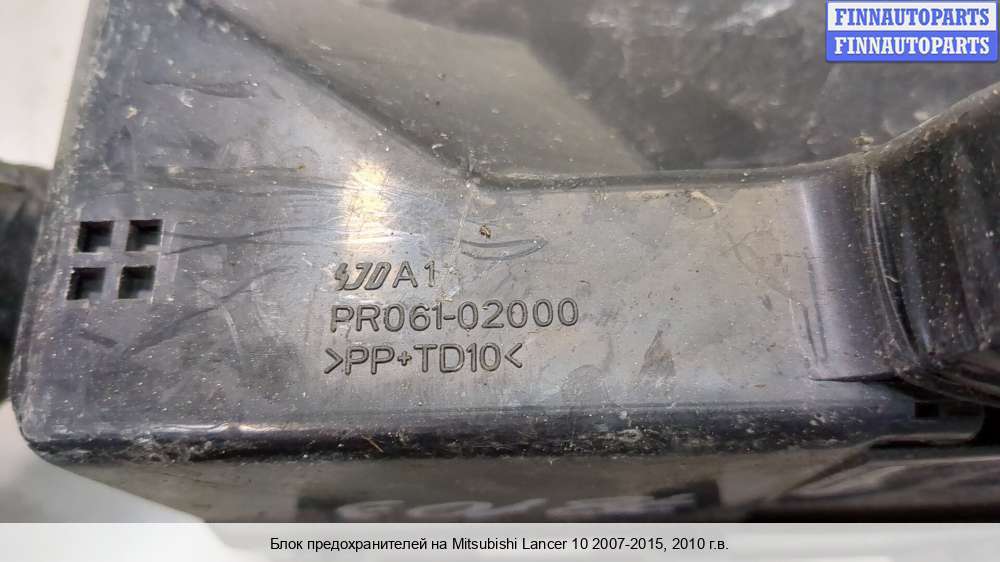 FINNAUTOPARTS
FINNAUTOPARTS
A1
PR061-02000
>PP+TD10<
Блок предохранителей на Mitsubishi Lancer 10 2007-2015, 2010 г.в.